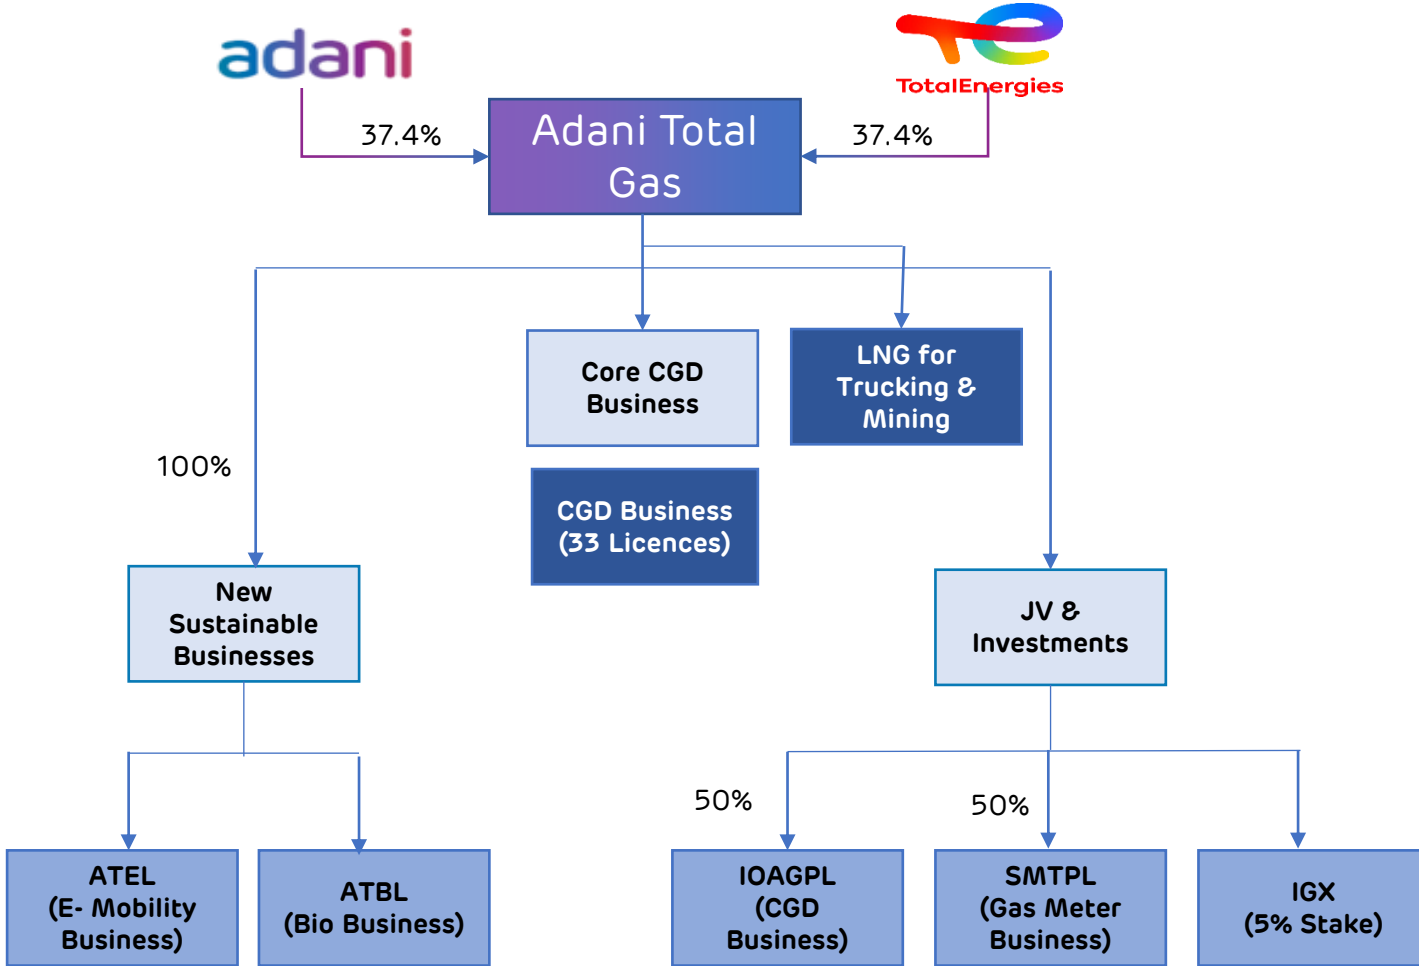 adani
TotalEnergies
37.4%
Adani Total
Gas
37.4%
Core CGD
Business
LNG for
Trucking &
Mining
100%
CGD Business
(33 Licences)
New
Sustainable
Businesses
JV &
Investments
50%
50%
ATEL
(E- Mobility
Business)
ATBL
(Bio Business)
IOAGPL
(CGD
Business)
SMTPL
(Gas Meter
Business)
IGX
(5% Stake)